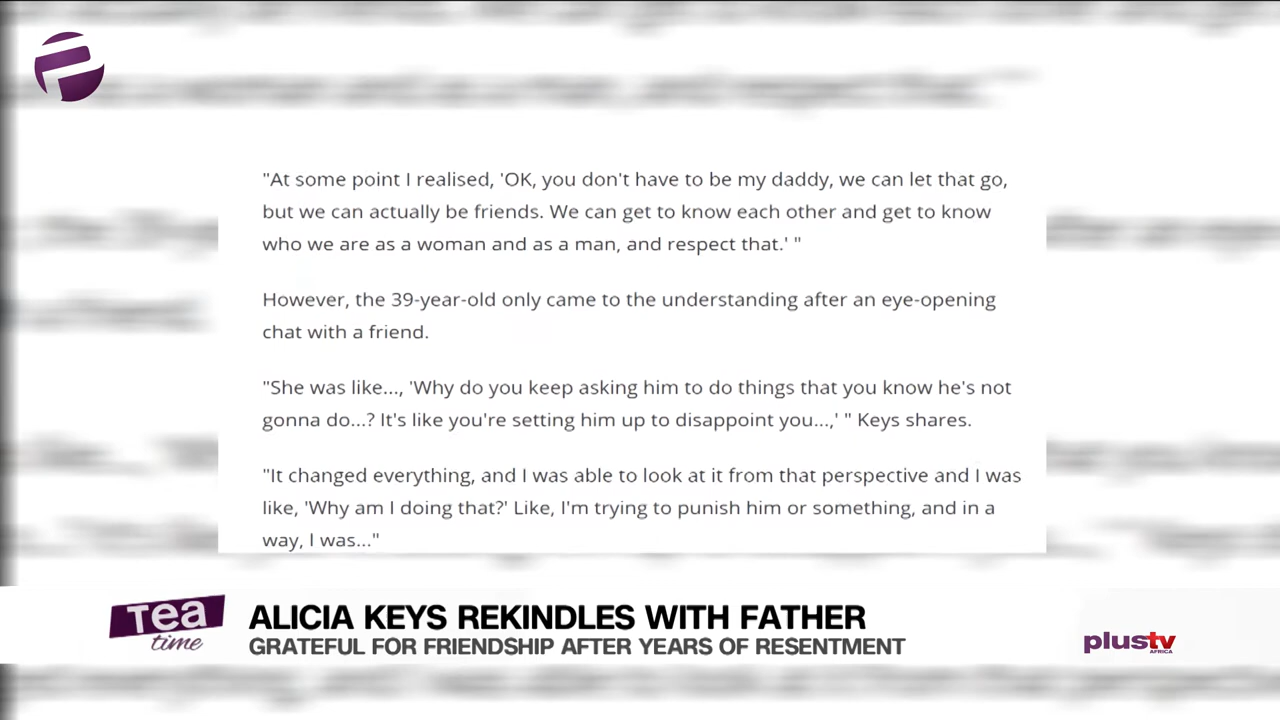 "At some point I realised, 'OK, you don't have to be my daddy, we can let that go,
but we can actually be friends. We can get to know each other and get to know
who we are as a woman and as a man, and respect that.' "
However, the 39-year-old only came to the understanding after an eye-opening
chat with a friend.
"She was like..., 'Why do you keep asking him to do things that you know he's not
gonna do...? It's like you're setting him up to disappoint you...,' " Keys shares.
"It changed everything, and I was able to look at it from that perspective and I was
like, 'Why am I doing that?' Like, I'm trying to punish him or something, and in a
way, I was..."
Tea
time
ALICIA KEYS REKINDLES WITH FATHER
GRATEFUL FOR FRIENDSHIP AFTER YEARS OF RESENTMENT
plustv
AFRICA